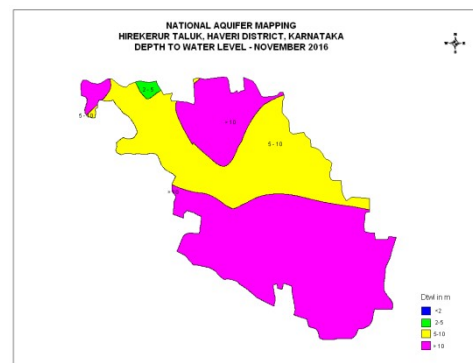 NATIONAL AQUIFER MAPPING
HIREKERUR TALUK, HAVERI DISTRICT, KARNATAKA
DEPTH TO WATER LEVEL - NOVEMBER 2016
2-5
>10
5-10
5-10
Dtwl in m
<2
2-5
5-10
>10